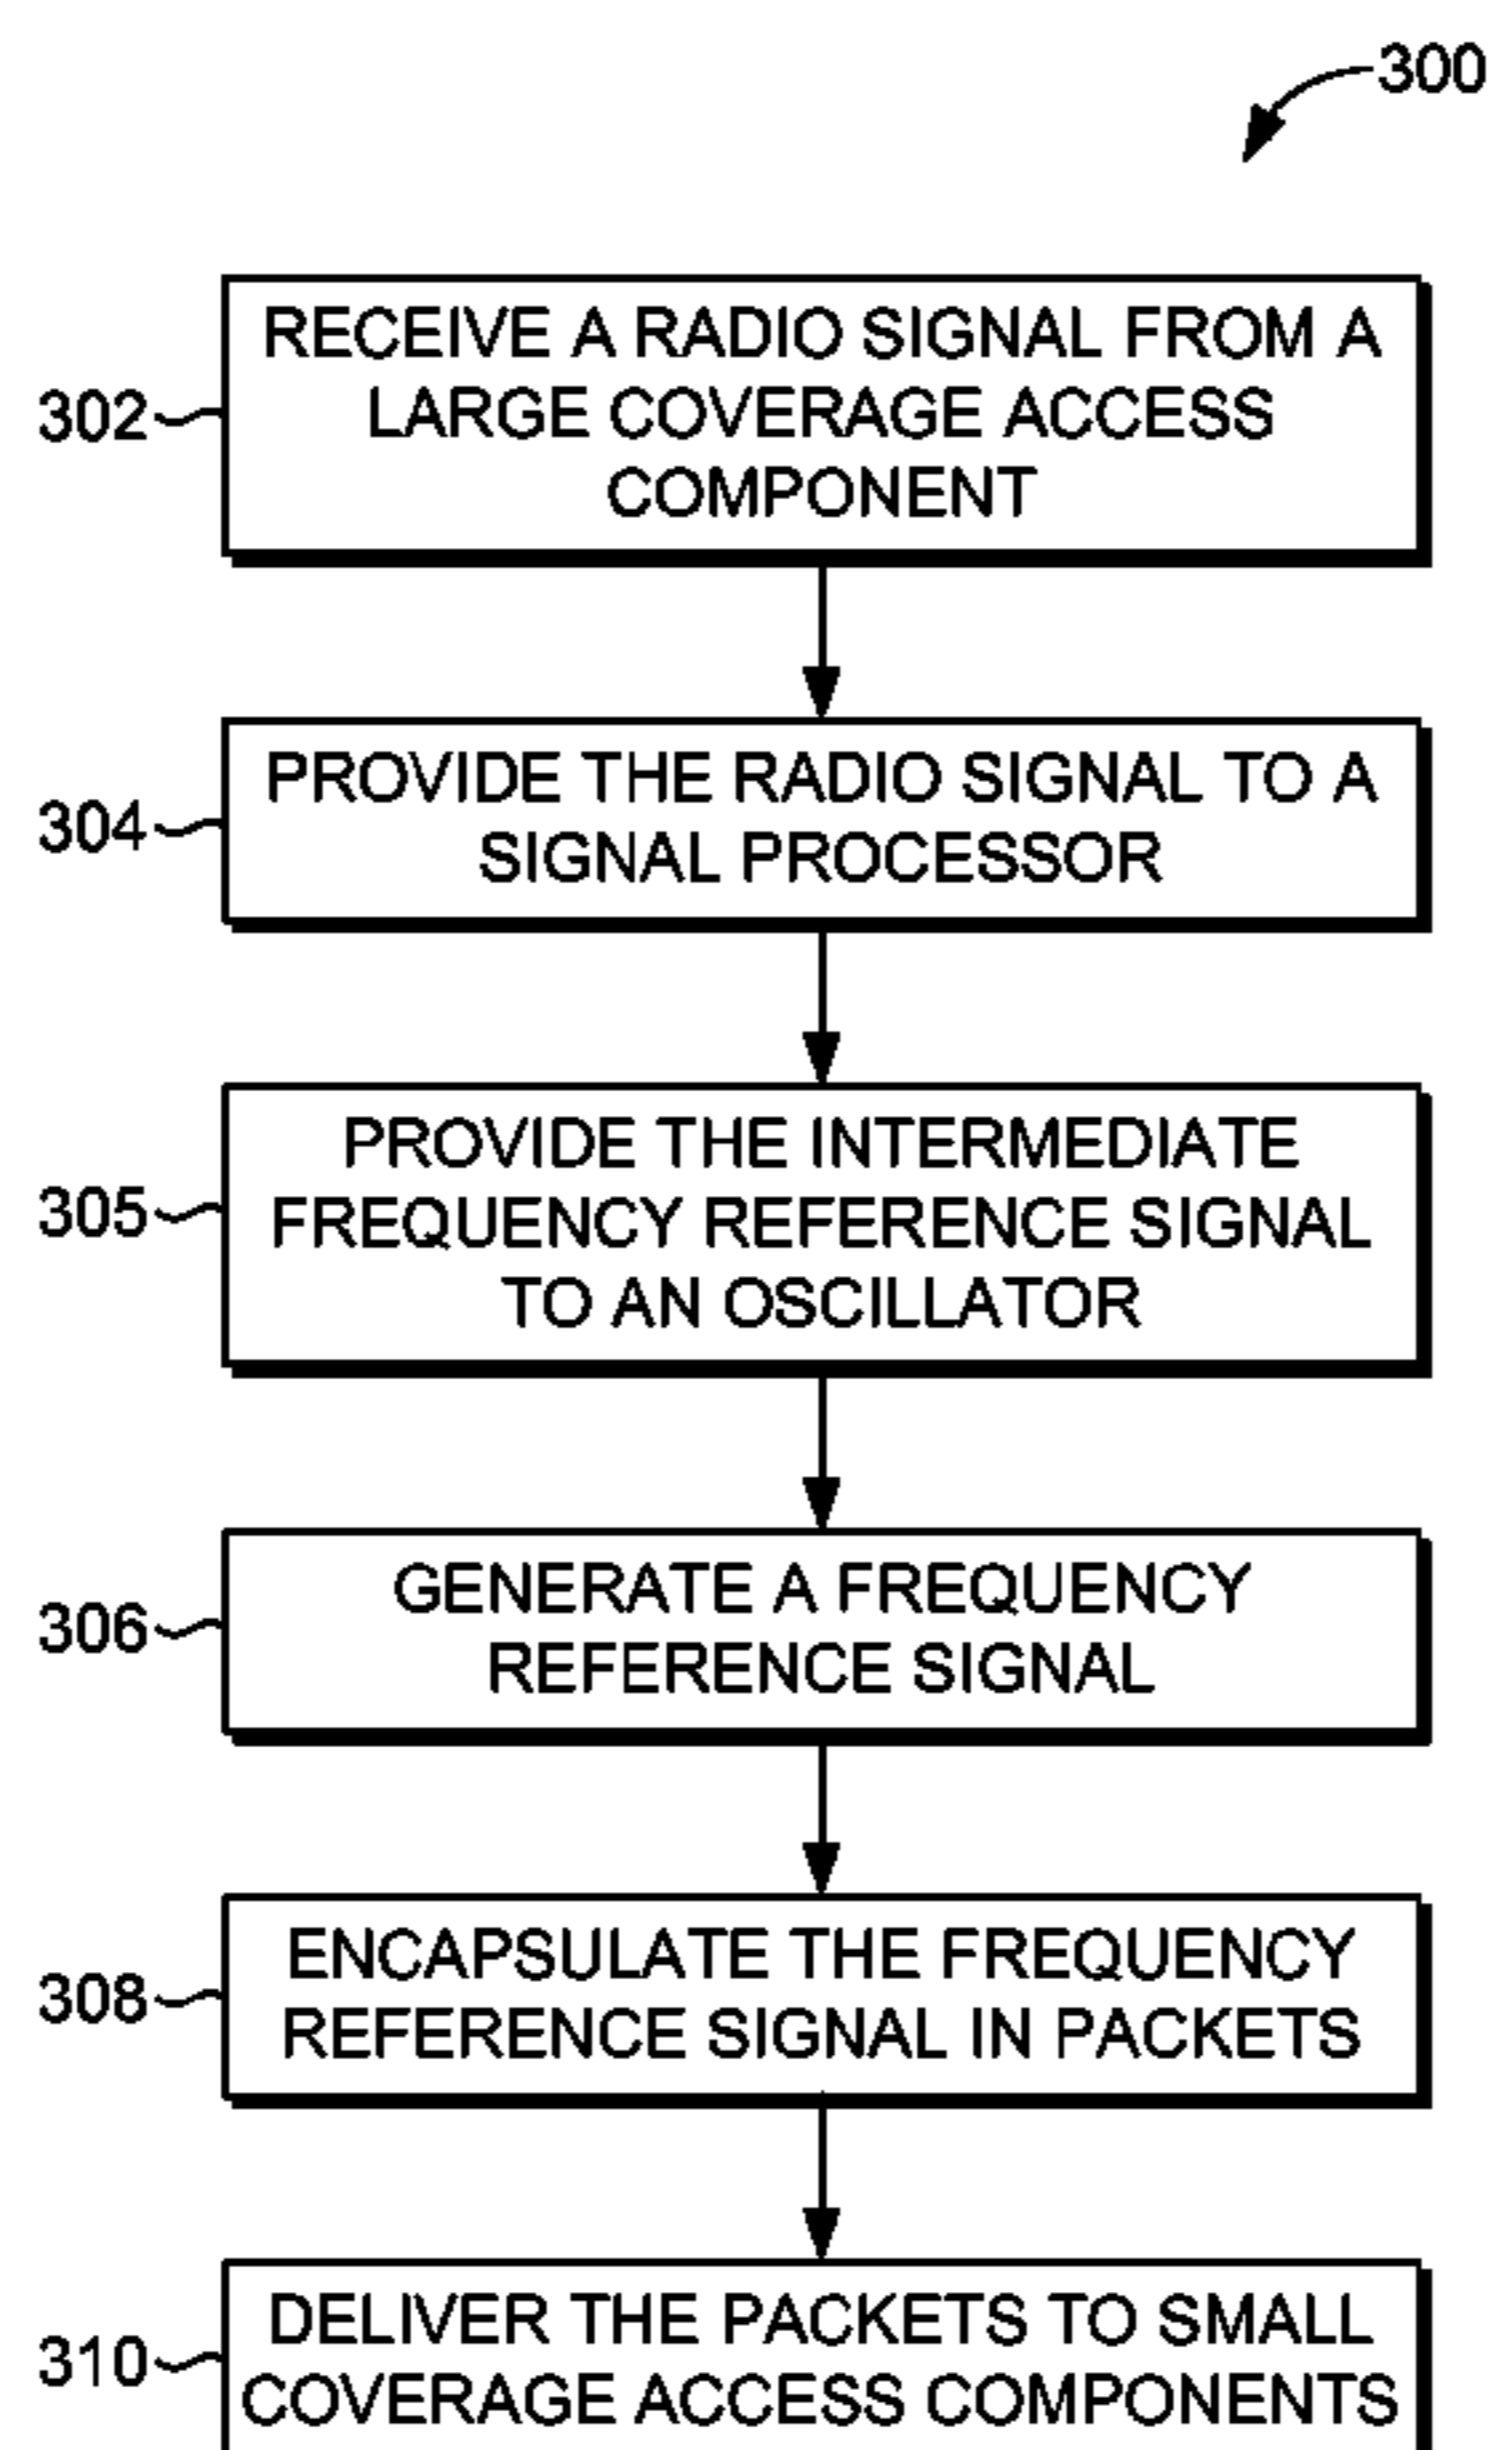 300
RECEIVE A RADIO SIGNAL FROM A
LARGE COVERAGE ACCESS
COMPONENT
302
PROVIDE THE RADIO SIGNAL TO A
SIGNAL PROCESSOR
304
PROVIDE THE INTERMEDIATE
FREQUENCY REFERENCE SIGNAL
TO AN OSCILLATOR
305
GENERATE A FREQUENCY
REFERENCE SIGNAL
306
ENCAPSULATE THE FREQUENCY
REFERENCE SIGNAL IN PACKETS
308
DELIVER THE PACKETS TO SMALL
COVERAGE ACCESS COMPONENTS
310